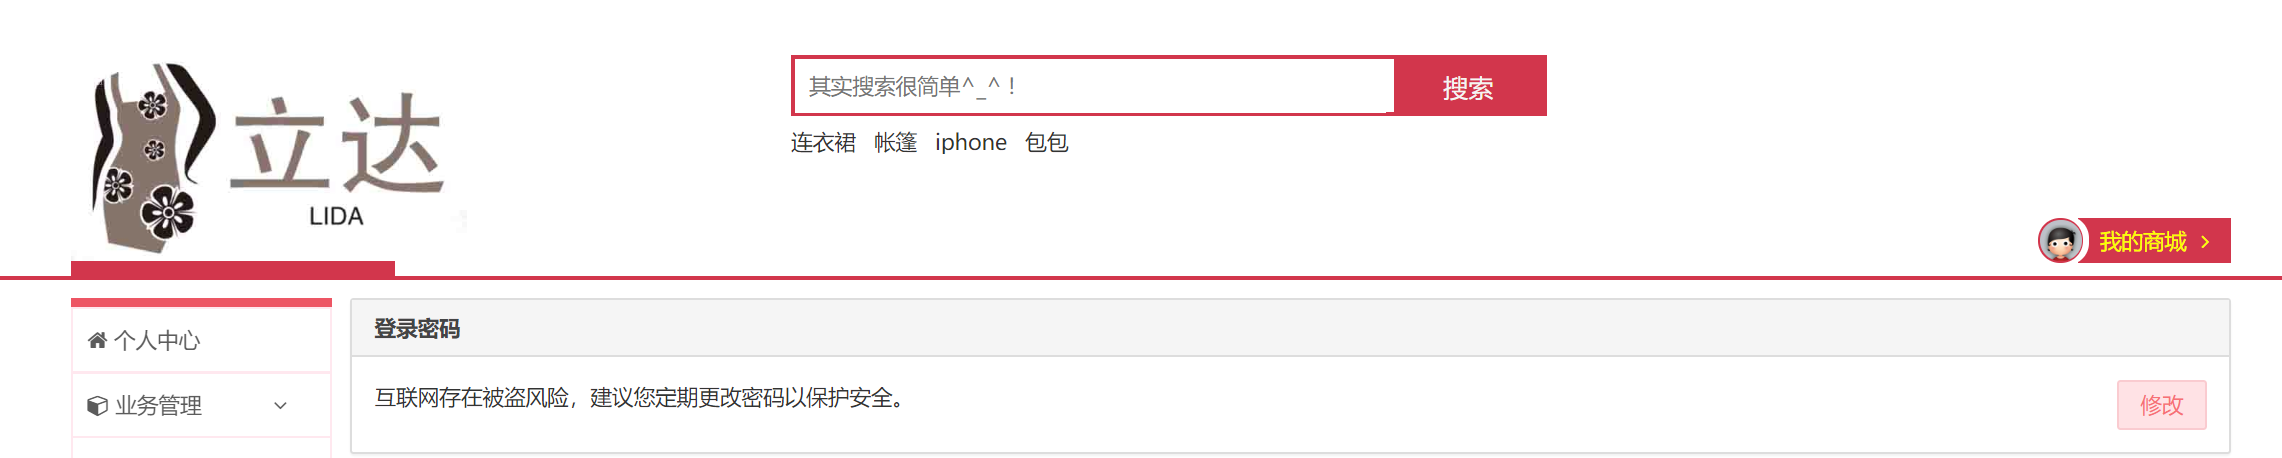 其实搜索很简单^_^！
搜索
连衣裙 帐篷 iphone 包包
立达
LIDA
我的商城
个人中心
业务管理
登录密码
互联网存在被盗风险，建议您定期更改密码以保护安全。
修改